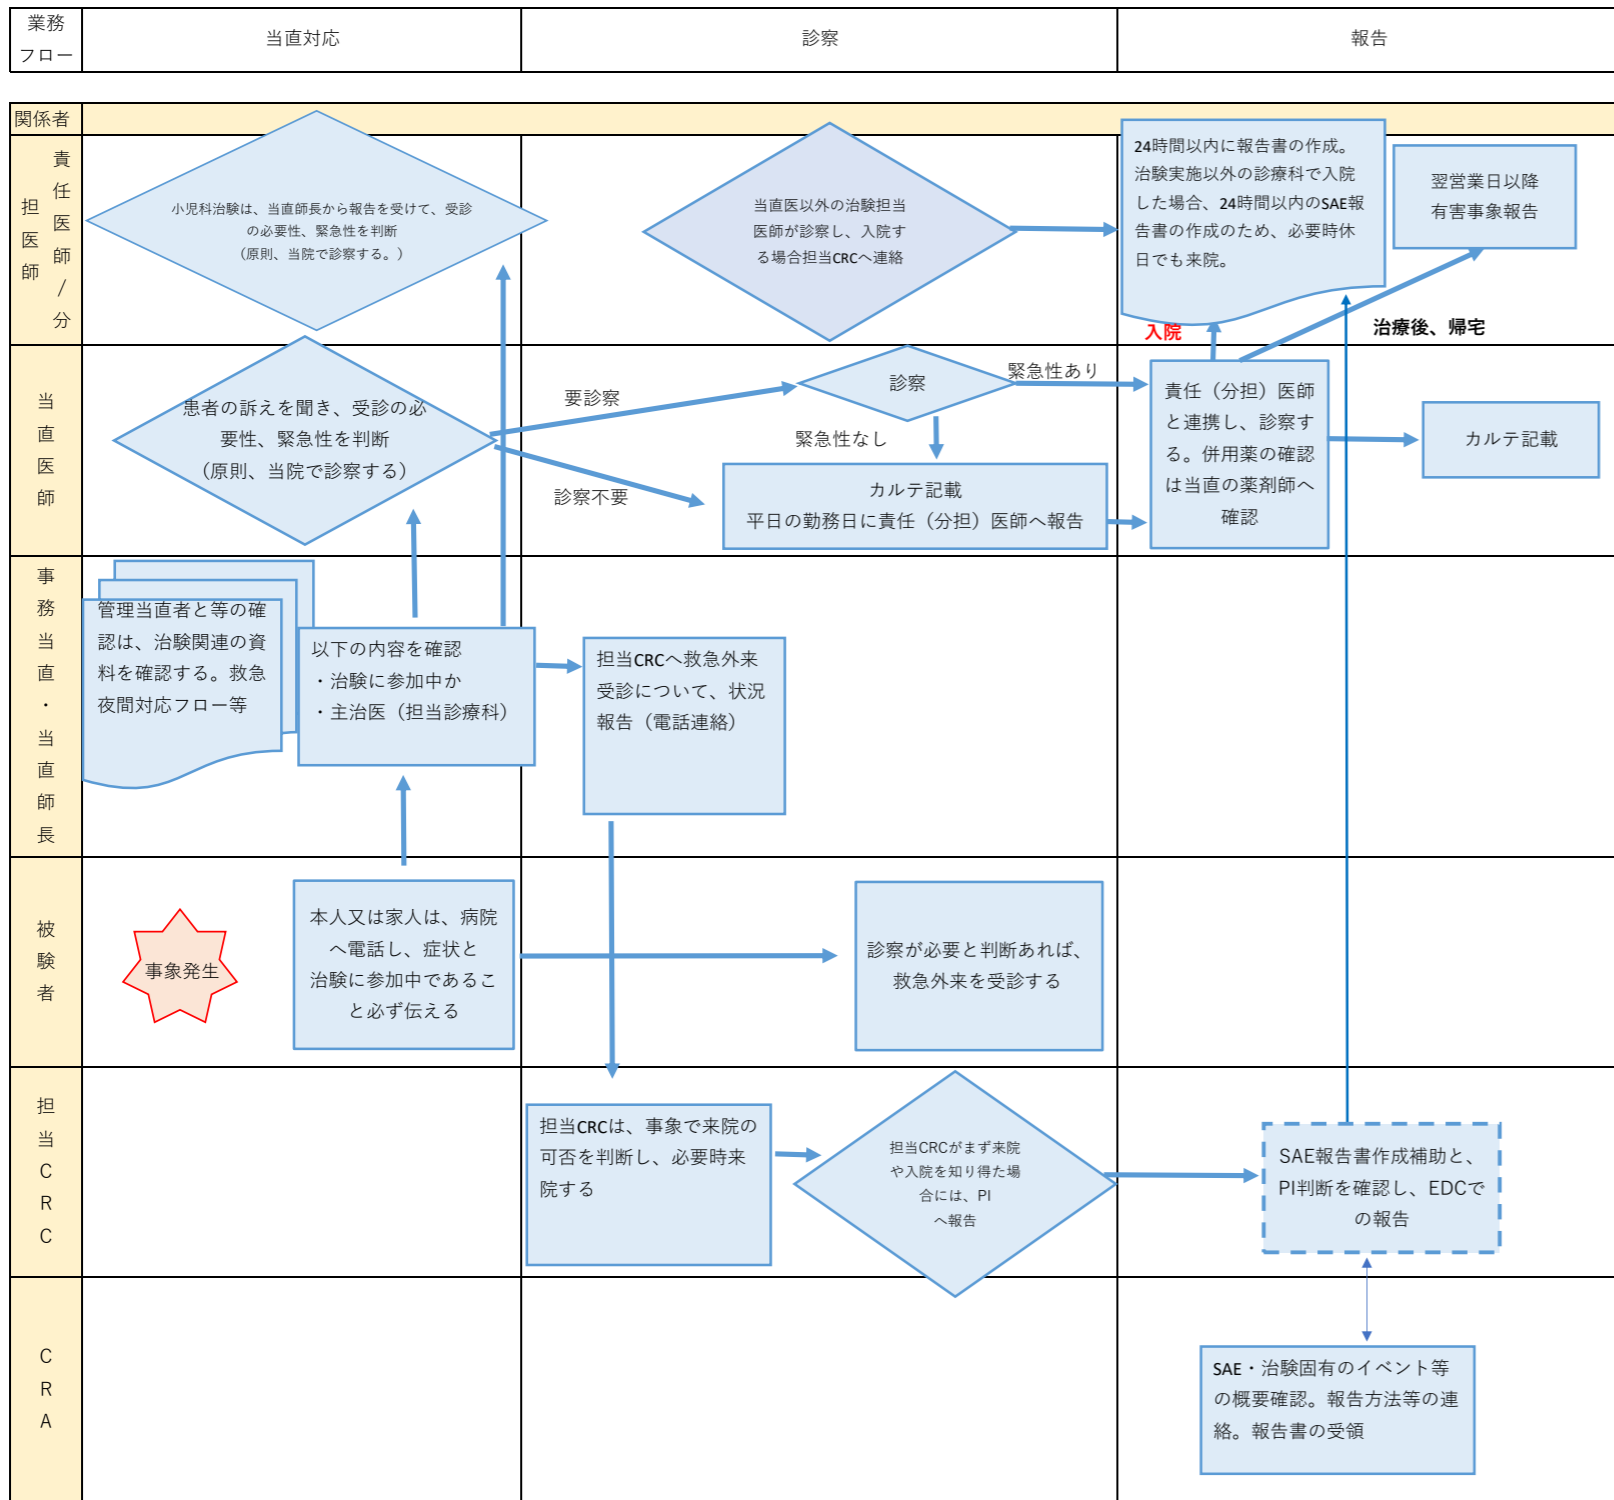 業務
フロー
当直対応
診察
報告
関係者
責任医師/分
担医師
小児科治験は、当直師長から報告を受けて、受診
の必要性、緊急性を判断
(原則、当院で診察する。)
当直医以外の治験担当
医師が診察し、入院す
る場合担当CRCへ連絡
24時間以内に報告書の作成。
治験実施以外の診療科で入院
した場合、24時間以内のSAE報
告書の作成のため、必要時休
日でも来院。
翌営業日以降
有害事象報告
入院
治療後、帰宅
当直医師
患者の訴えを聞き、受診の必
要性、緊急性を判断
(原則、当院で診察する)
要診察
診察不要
診察
緊急性あり
緊急性なし
カルテ記載
平日の勤務日に責任(分担)医師へ報告
責任(分担)医師
と連携し、診察す
る。併用薬の確認
は当直の薬剤師へ
確認
カルテ記載
事務当直・当直師長
管理当直者と等の確
認は、治験関連の資
料を確認する。救急
夜間対応フロー等
以下の内容を確認
・治験に参加中か
・主治医(担当診療科)
担当CRCへ救急外来
受診について、状況
報告(電話連絡)
被験者
事象発生
本人又は家人は、病院
へ電話し、症状と
治験に参加中であるこ
と必ず伝える
診察が必要と判断あれば、
救急外来を受診する
担当CRC
担当CRCは、事象で来院の
可否を判断し、必要時来
院する
担当CRCがまず来院
や入院を知り得た場
合には、PI
へ報告
SAE報告書作成補助と、
PI判断を確認し、EDCで
の報告
CRA
SAE・治験固有のイベント等
の概要確認。報告方法等の連
絡。報告書の受領